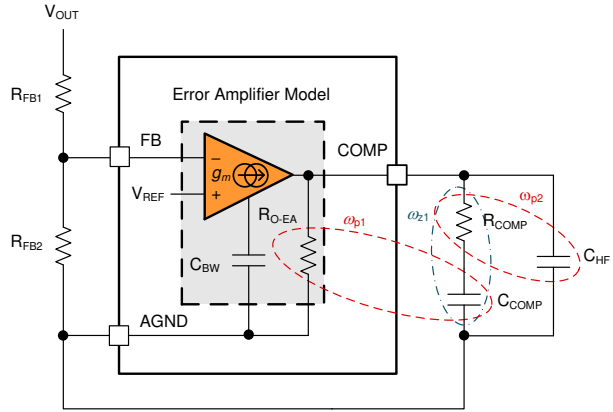 VOUT
RFB1
Error Amplifier Model
FB
COMP
−
gm
+
VREF
RFB2
RO-EA
CBW
AGND
ωp1
ωz1
ωp2
RCOMP
CHF
CCOMP